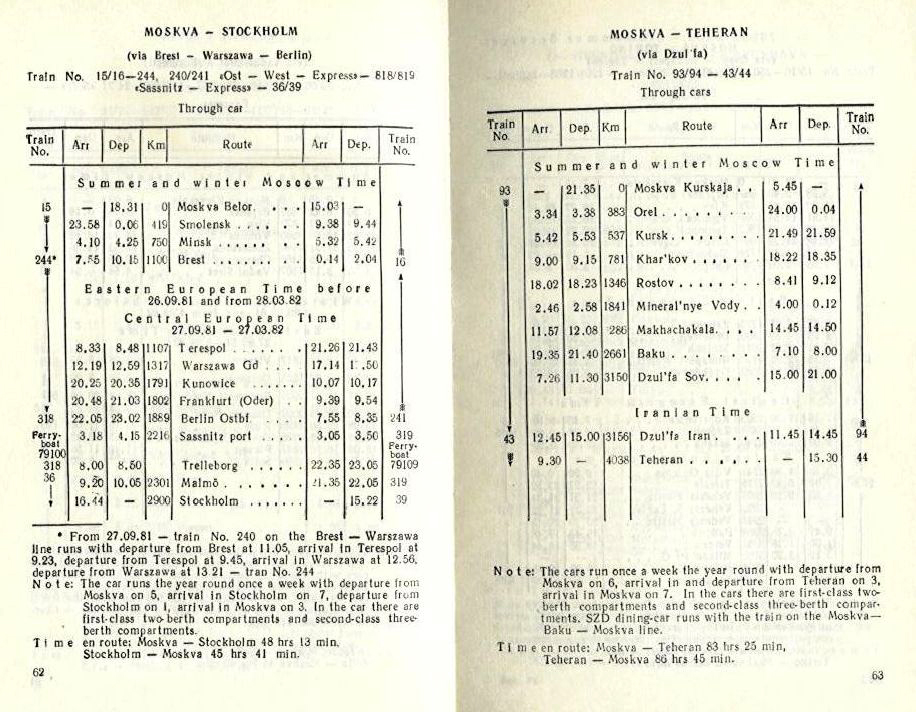 MOSKVA – STOCKHOLM
(via Brest – Warszawa – Berlin)
Train No. 15/16–244, 240/241 «Ost – West – Express» – 818/819
«Sassnitz – Express» – 36/39
Through car
Train No. Arr Dep Km Route Arr Dep. Train No.
Summer and winter Moscow Time
15 — 18.31 0 Moskva Belor. . . . 15.03 —
23.58 0.06 419 Smolensk . . . . . . 9.38 9.44
4.10 4.25 750 Minsk . . . . . . . . 5.32 5.42
244* 7.55 10.15 1100 Brest . . . . . . . . . 0.14 2.04 16
Eastern European Time before
26.09.81 and from 28.03.82
Central European Time
27.09.81 – 27.03.82
8.33 8.48 1107 Terespol . . . . . . 21.26 21.43
12.19 12.59 1317 Warszawa Gd . . . 17.14
20.25 20.35 1791 Kunowice . . . . . . . 10.07 10.17
20.48 21.03 1802 Frankfurt (Oder) . . 9.39 9.54
318 22.05 23.02 1889 Berlin Ostbf. . . . . 7.55 8.35 241
Ferry-boat 79100 3.18 4.15 2216 Sassnitz port . . . . . 3.05 3.50 319 Ferry-boat
318 8.00 8.50 Trelleborg . . . . . . 22.35 23.05 79109
36 9.20 10.05 2301 Malmö . . . . . . . . 21.35 22.05 319
16.44 — 2900 Stockholm . . . . . . . — 15.22 39
* From 27.09.81 – train No. 240 on the Brest – Warszawa
line runs with departure from Brest at 11.05, arrival in Terespol at
9.23, departure from Terespol at 9.45, arrival in Warszawa at 12.56,
departure from Warszawa at 13 21 – tran No. 244
Note: The car runs the year round once a week with departure from
Moskva on 5, arrival in Stockholm on 7, departure from
Stockholm on 1, arrival in Moskva on 3. In the car there are
first-class two-berth compartments and second-class three-
berth compartments.
Time en route: Moskva – Stockholm 48 hrs 13 min.
Stockholm – Moskva 45 hrs 41 min.
62
MOSKVA – TEHERAN
(via Dzul'fa)
Train No. 93/94 – 43/44
Through cars
Train No. Arr Dep. Km Route Arr Dep. Train No.
Summer and winter Moscow Time
93 — 21.35 0 Moskva Kurskaja . . 5.45 —
3.34 3.38 383 Orel . . . . . . . . . 24.00 0.04
5.42 5.53 537 Kursk . . . . . . . . . 21.49 21.59
9.00 9.15 781 Khar'kov . . . . . . . 18.22 18.35
18.02 18.23 1346 Rostov . . . . . . . . 8.41 9.12
2.46 2.58 1841 Mineral'nye Vody . . 4.00 0.12
11.57 12.08 286 Makhachakala. . . . 14.45 14.50
19.35 21.40 2661 Baku . . . . . . . . . 7.10 8.00
7.26 11.30 3150 Dzul'fa Sov. . . . . 15.00 21.00
Iranian Time
43 12.45 15.00 3156 Dzul'fa Iran . . . . . 11.45 14.45 94
9.30 — 4038 Teheran . . . . . . . — 15.30 44
Note: The cars run once a week the year round with departure from
Moskva on 6, arrival in and departure from Teheran on 3,
arrival in Moskva on 7. In the cars there are first-class two-
berth compartments and second-class three-berth compar-
tments. SZD dining-car runs with the train on the Moskva—
Baku – Moskva line.
Time en route: Moskva – Teheran 83 hrs 25 min,
Teheran – Moskva 86 hrs 45 min.
63